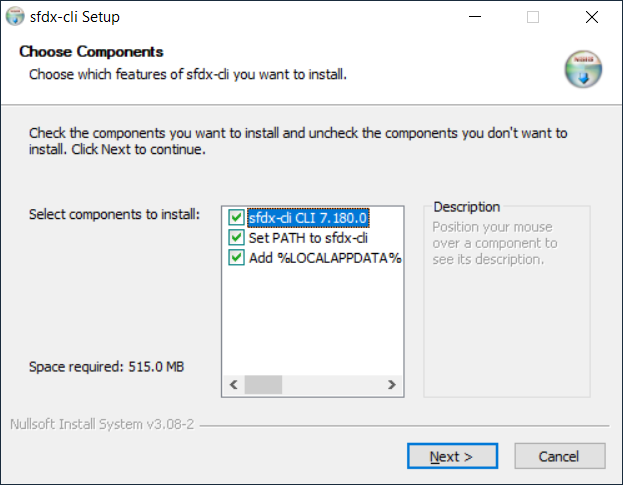 sfdx-cli Setup
Choose Components
Choose which features of sfdx-cli you want to install.
Check the components you want to install and uncheck the components you don't want to
install. Click Next to continue.
Select components to install:
sfdx-cli CLI 7.180.0
Set PATH to sfdx-cli
Add %LOCALAPPDATA%
Description
Position your mouse
over a component to
see its description.
Space required: 515.0 MB
Nullsoft Install System v3.08-2
Next >
Cancel